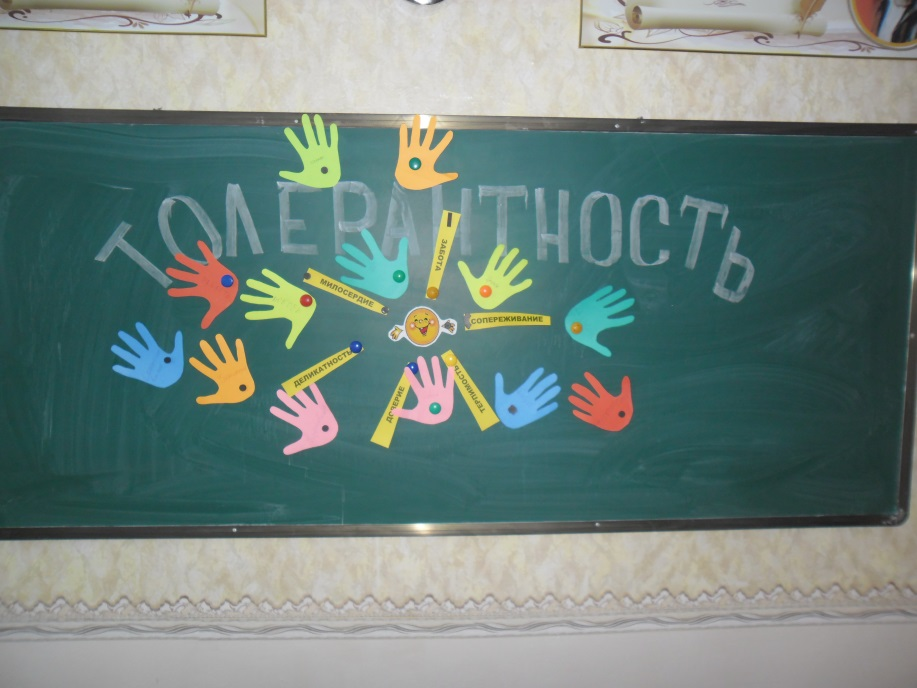 ТОЛЕРАНТНОСТЬ
ЗАБОТА
МИЛОСЕРДИЕ
СОПЕРЕЖИВАНИЕ
ДЕЛИКАТНОСТЬ
ДОВЕРИЕ
ТЕРПИМОСТЬ